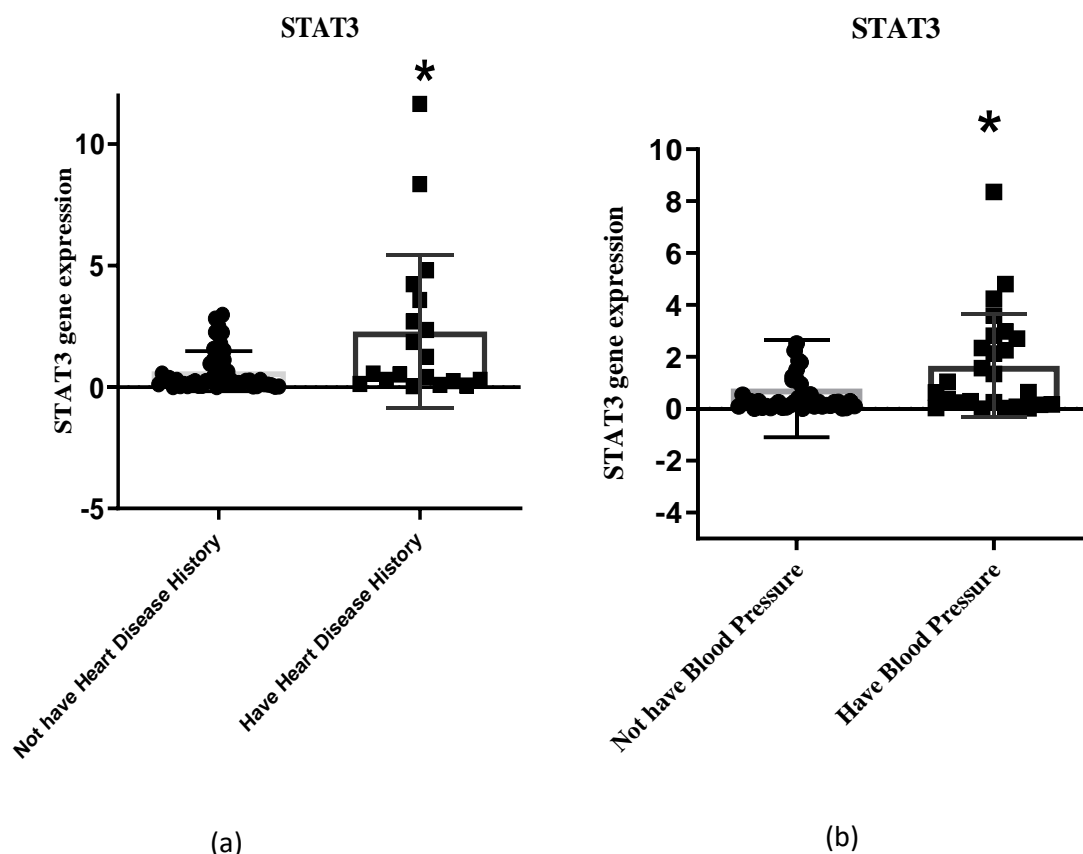 STAT3
*
STAT3 gene expression
10
5
0
-5
Not have Heart Disease History
Have Heart Disease History
(a)
STAT3
*
STAT3 gene expression
10
8
6
4
2
0
-2
-4
Not have Blood Pressure
Have Blood Pressure
(b)